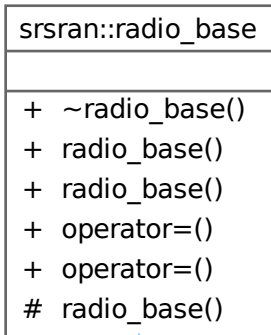 srsran::radio_base
+ ~radio_base()
+ radio_base()
+ radio_base()
+ operator=()
+ operator=()
# radio_base()